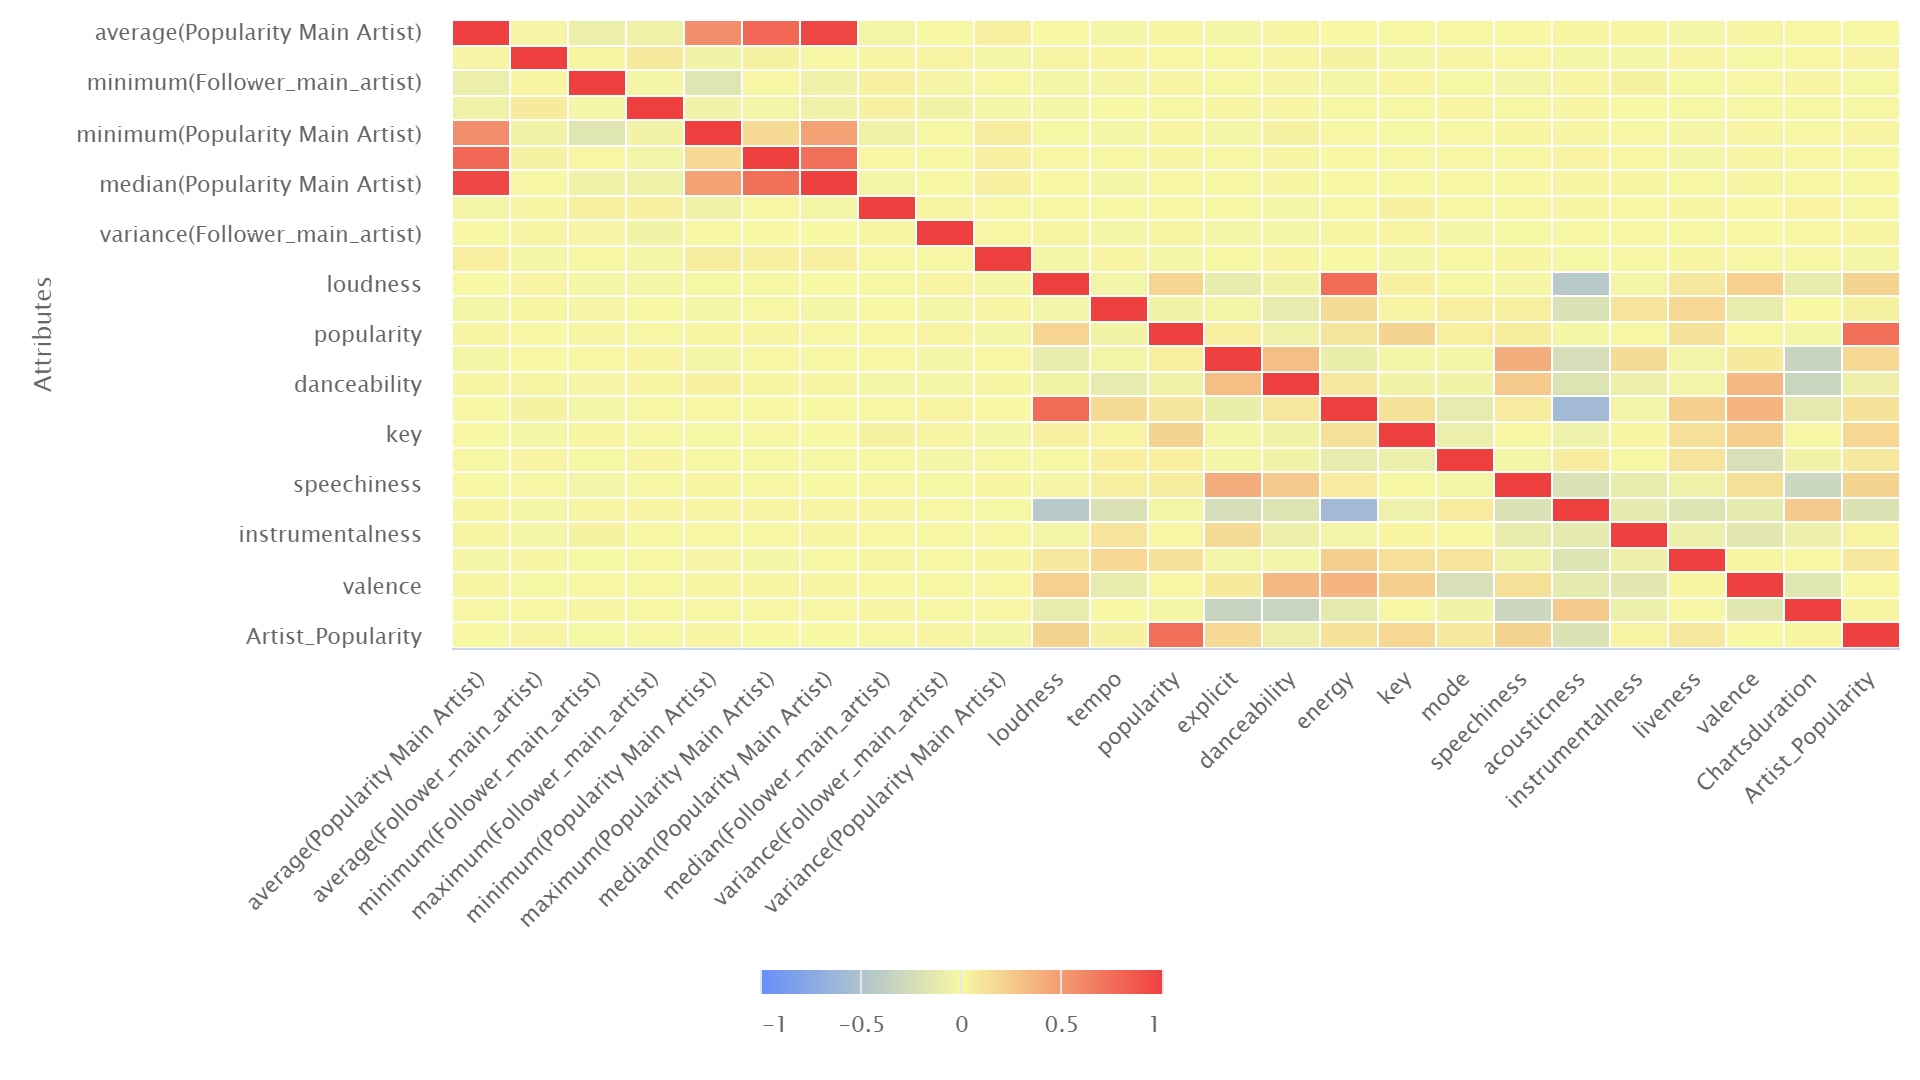 average(Popularity Main Artist)
minimum(Follower_main_artist)
minimum(Popularity Main Artist)
median(Popularity Main Artist)
variance(Follower_main_artist)
loudness
popularity
danceability
key
speechiness
instrumentalness
valence
Artist_Popularity
Attributes
average(Popularity Main Artist)
average(Follower_main_artist)
minimum(Follower_main_artist)
maximum(Follower_main_artist)
minimum(Popularity Main Artist)
maximum(Popularity Main Artist)
median(Popularity Main Artist)
median(Follower_main_artist)
variance(Follower_main_artist)
variance(Popularity Main Artist)
loudness
tempo
popularity
explicit
danceability
energy
key
mode
speechiness
acousticness
instrumentalness
liveness
valence
Chartsduration
Artist_Popularity
-1 -0.5 0 0.5 1